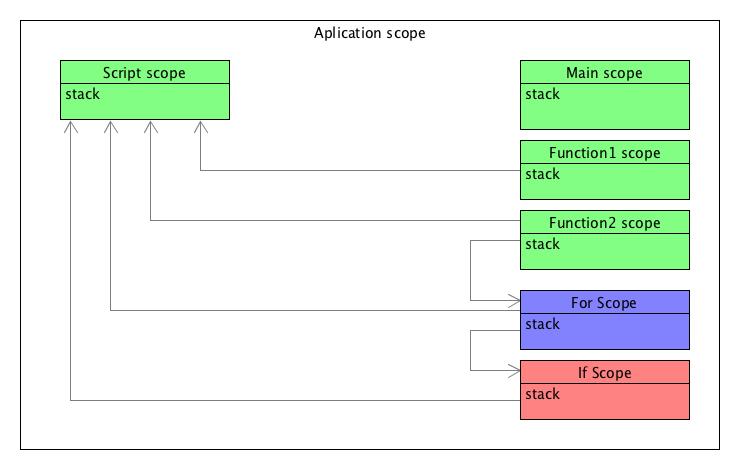 Aplication scope
Script scope
stack
Main scope
stack
Function1 scope
stack
Function2 scope
stack
For Scope
stack
If Scope
stack